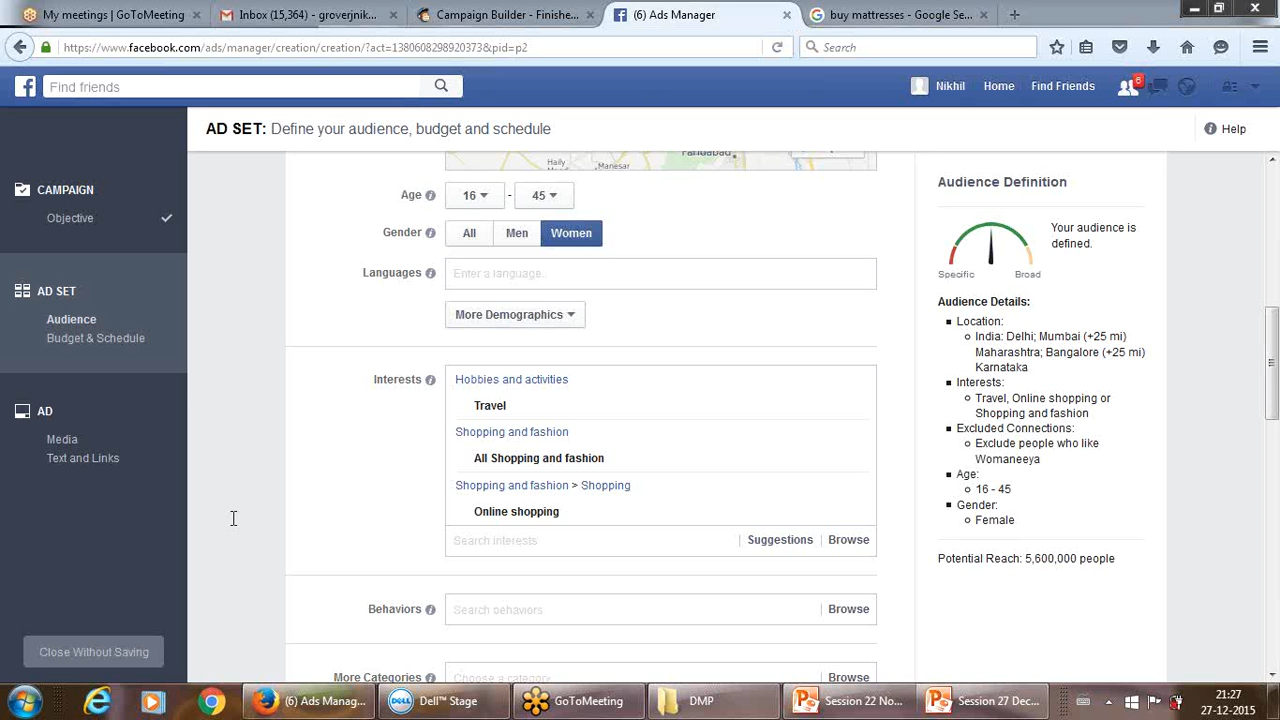 My meetings | GoToMeeting
Inbox (15,364) - groverjnik...
Campaign Builder - Finishe...
(6) Ads Manager
buy mattresses - Google Se...
https://www.facebook.com/ads/manager/creation/creation/?act=1380608298920373&pid=p2
Search
Find friends
Nikhil
Home
Find Friends
6
AD SET: Define your audience, budget and schedule
Help
CAMPAIGN
Objective
AD SET
Audience
Budget & Schedule
AD
Media
Text and Links
Close Without Saving
Faridabad
Haily
Mandi
Manesar
Age
16
-
45
Gender
All
Men
Women
Languages
Enter a language..
More Demographics
Interests
Hobbies and activities
Travel
Shopping and fashion
All Shopping and fashion
Shopping and fashion > Shopping
Online shopping
Search interests
Suggestions
Browse
Behaviors
Search behaviors
Browse
More Categories
Choose a category
Browse
Audience Definition
Your audience is
defined.
Specific
Broad
Audience Details:
Location:
India: Delhi; Mumbai (+25 mi)
Maharashtra; Bangalore (+25 mi)
Karnataka
Interests:
Travel, Online shopping or
Shopping and fashion
Excluded Connections:
Exclude people who like
Womaneeya
Age:
16 - 45
Gender:
Female
Potential Reach: 5,600,000 people
(6) Ads Manag...
Dell™ Stage
GoToMeeting
DMP
Session 22 No...
Session 27 Dec...
21:27
27-12-2015